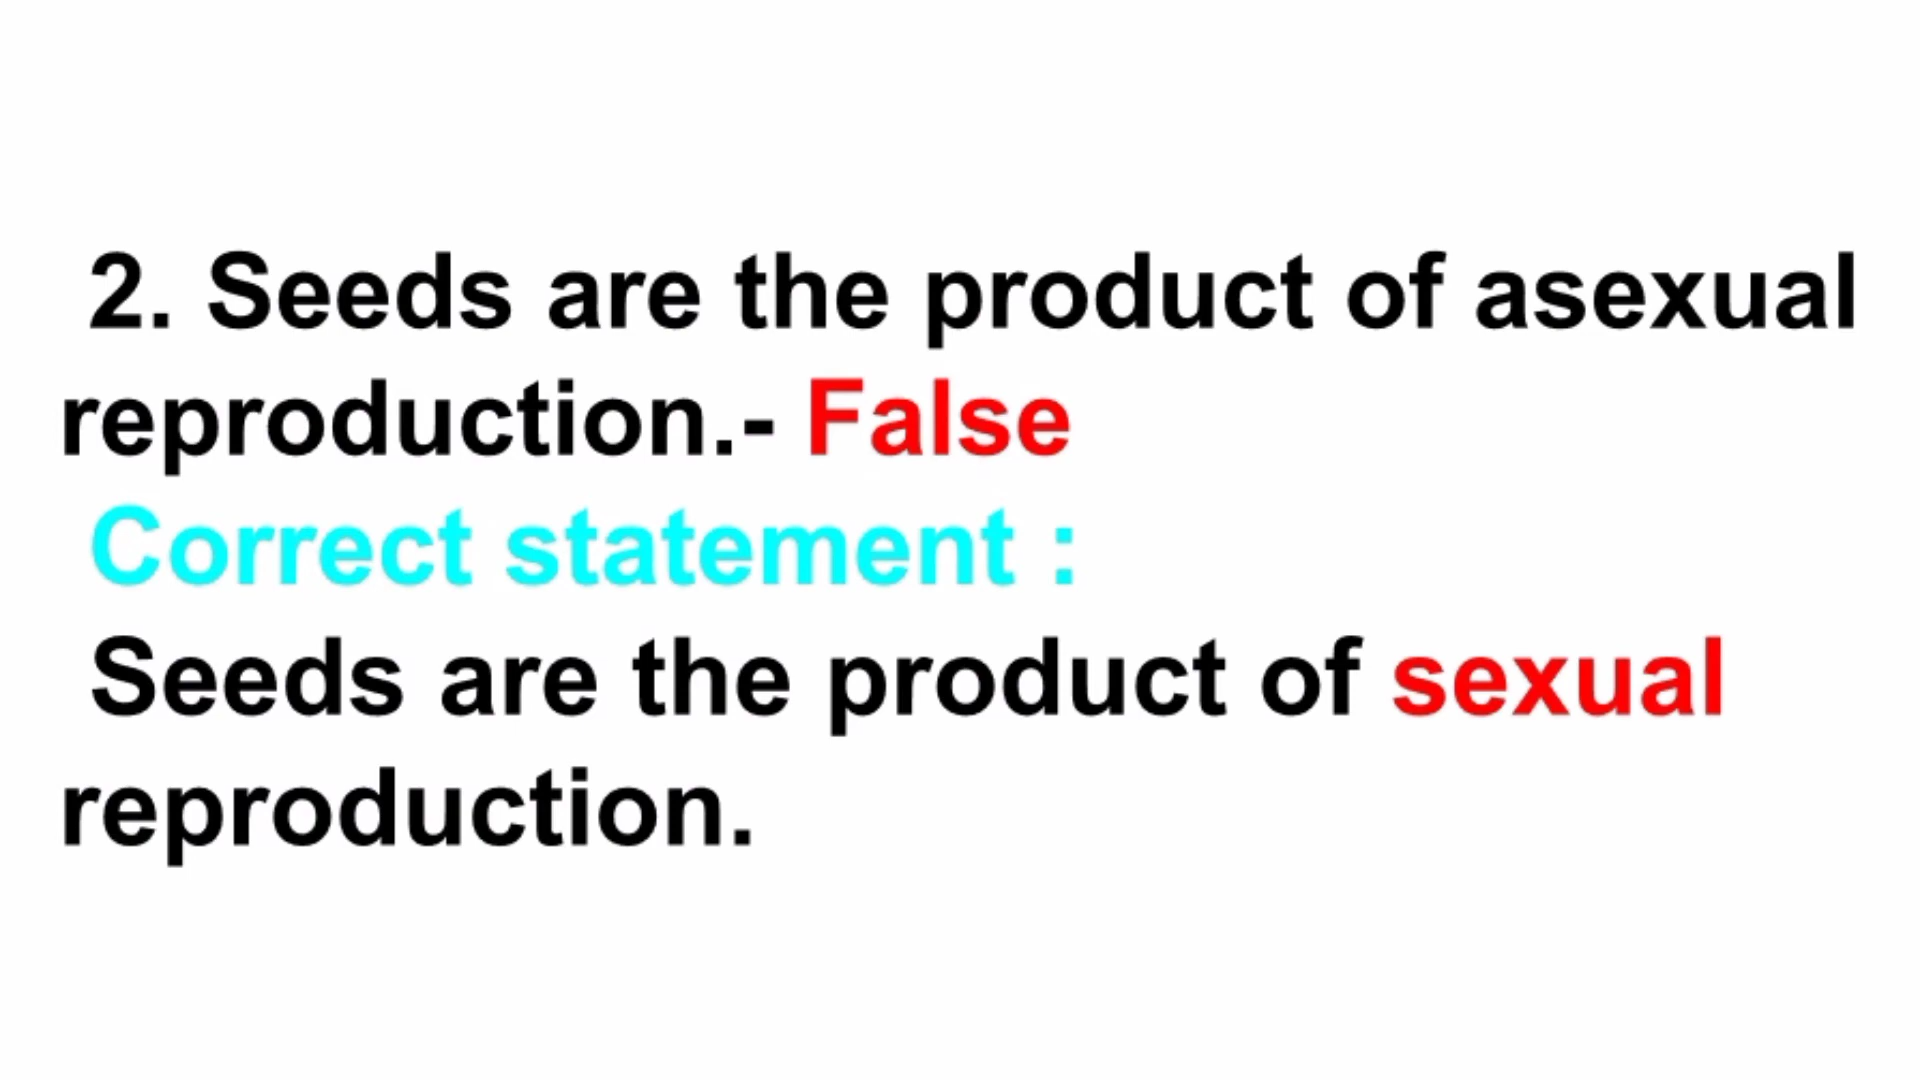 2. Seeds are the product of asexual
reproduction.- False
Correct statement :
Seeds are the product of sexual
reproduction.